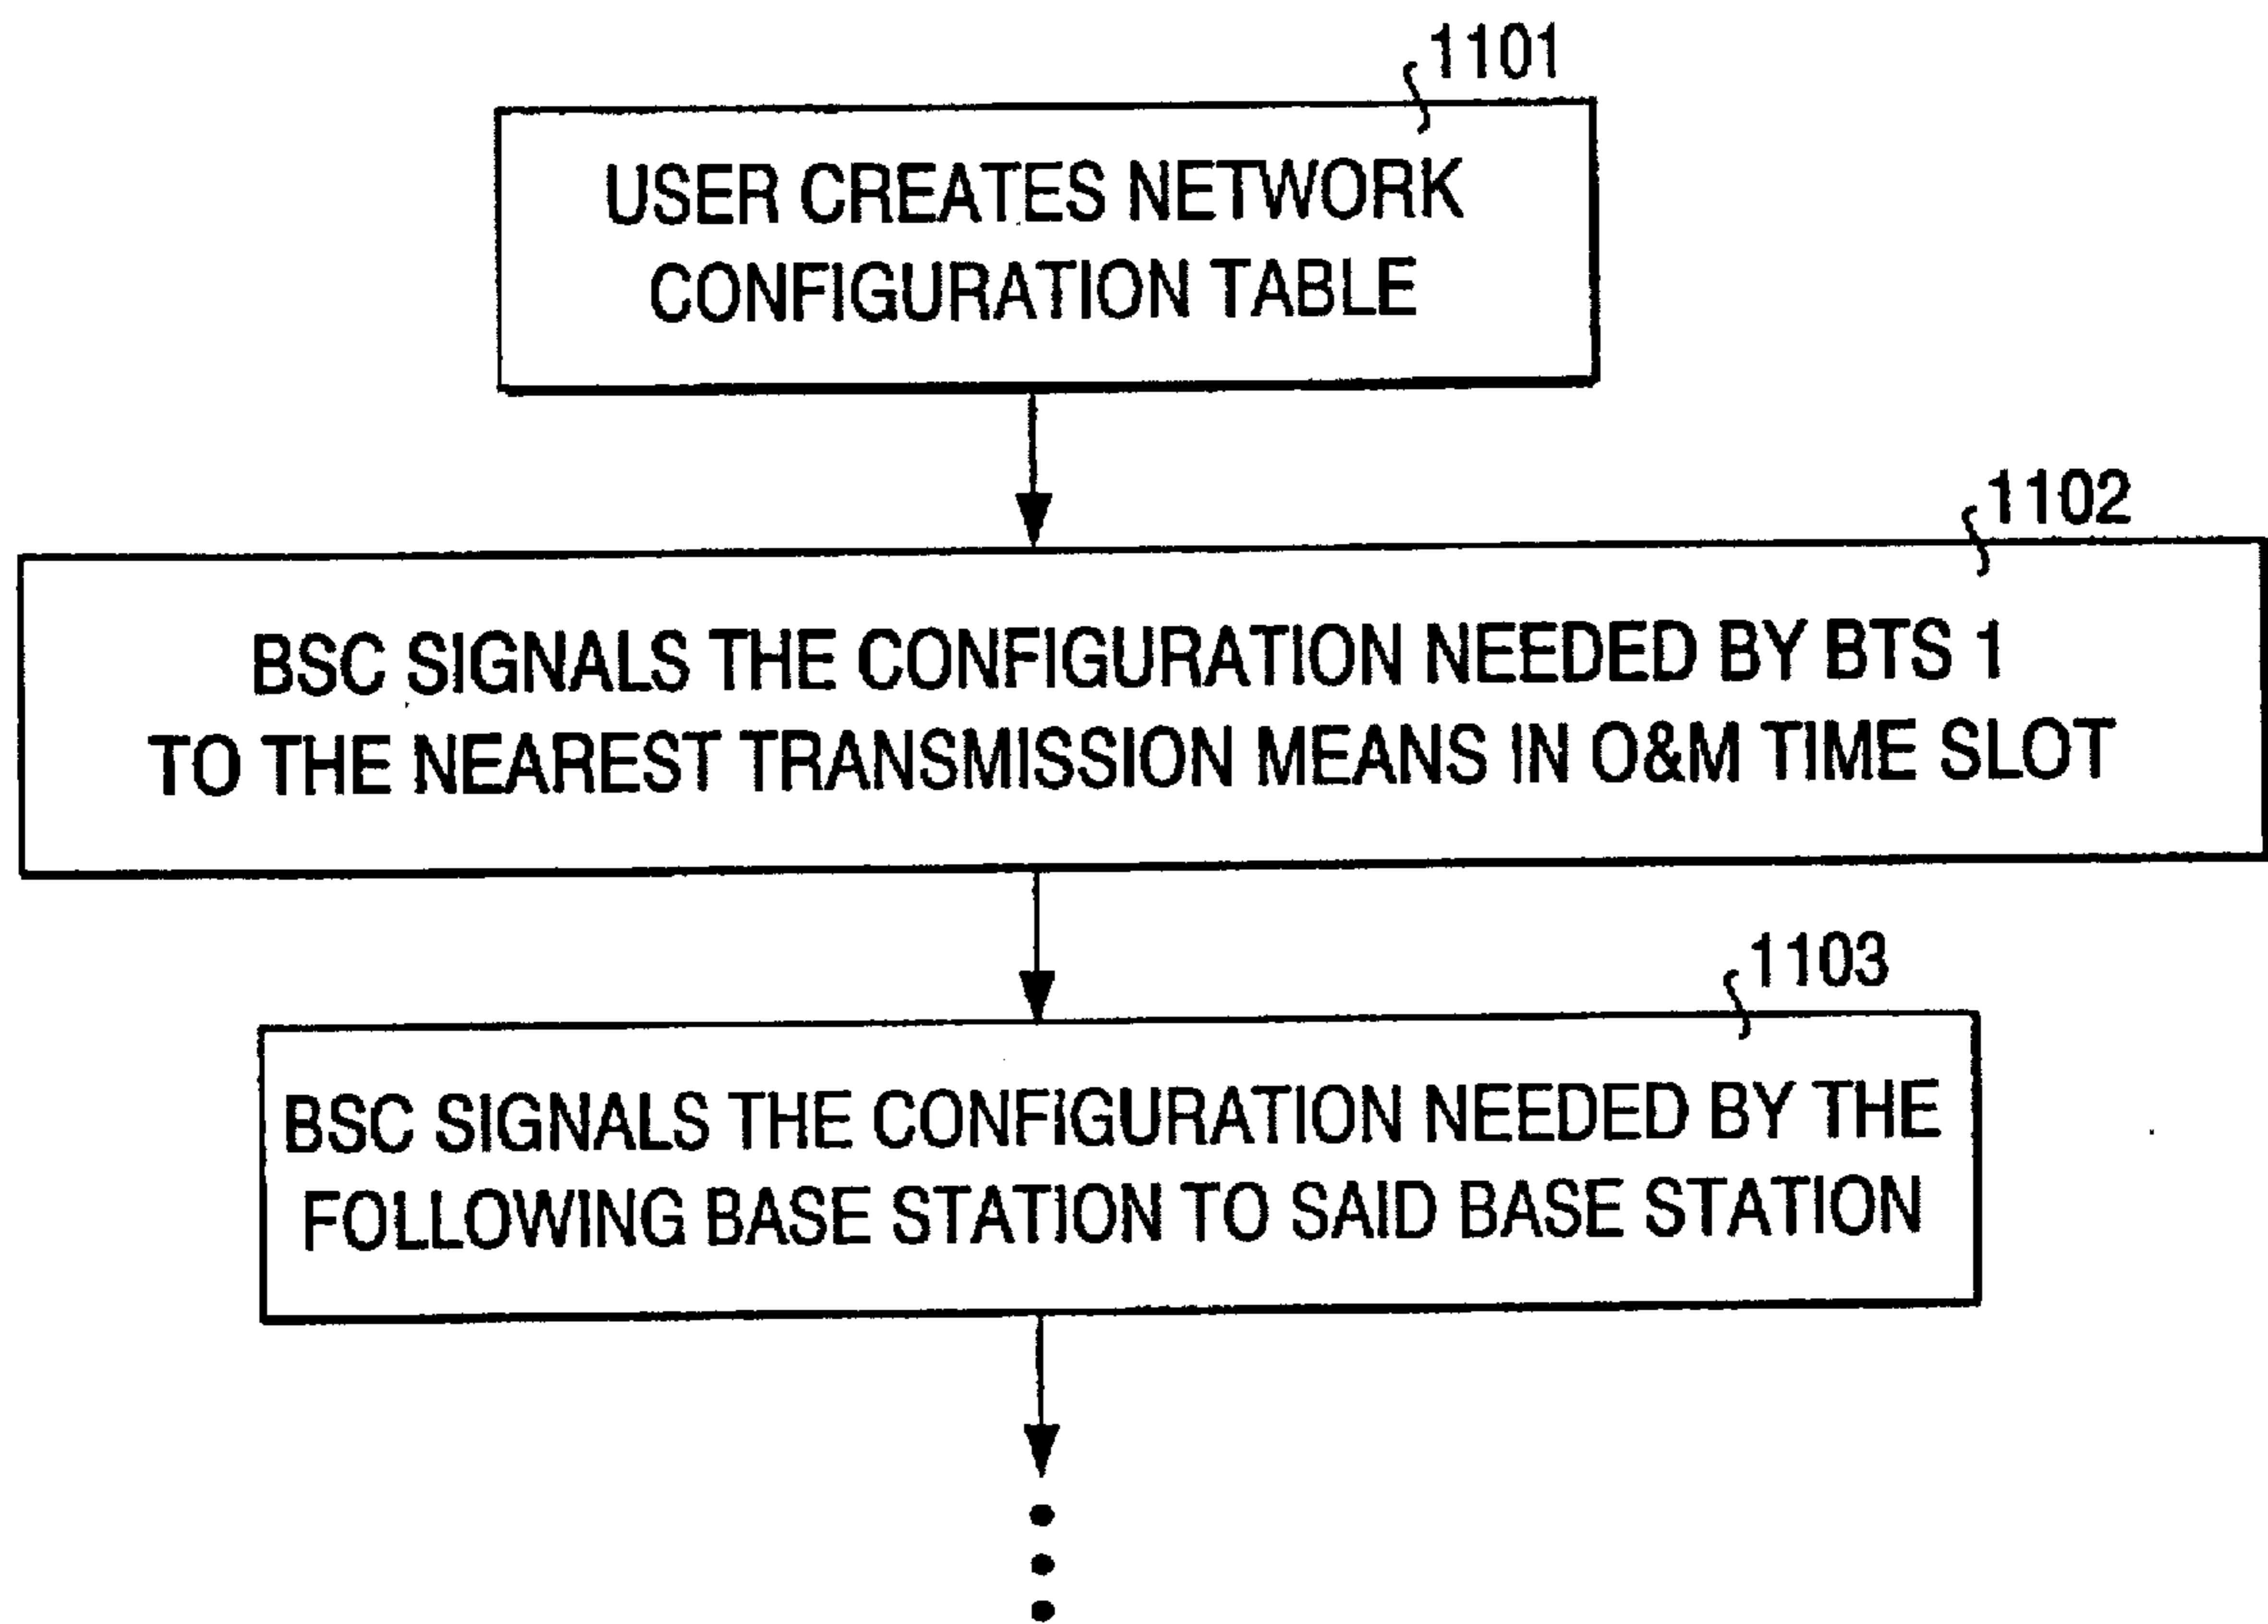 1101
USER CREATES NETWORK
CONFIGURATION TABLE
1102
BSC SIGNALS THE CONFIGURATION NEEDED BY BTS 1
TO THE NEAREST TRANSMISSION MEANS IN O&M TIME SLOT
1103
BSC SIGNALS THE CONFIGURATION NEEDED BY THE
FOLLOWING BASE STATION TO SAID BASE STATION